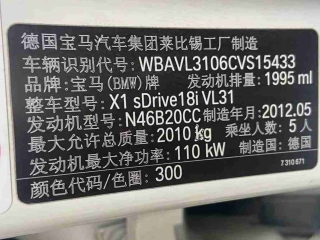 德国宝马汽车集团莱比锡工厂制造
车辆识别代号: WBAVL3106CVS15433
品牌: 宝马(BMW)牌 发动机排量: 1995 ml
整车型号: X1 sDrive18i VL31
发动机型号: N46B20CC 制造年月: 2012.05
最大允许总质量: 2010 kg 乘坐人数: 5 人
发动机最大净功率: 110 kW 制造国: 德国
颜色代码/色圈: 300
7 310 671